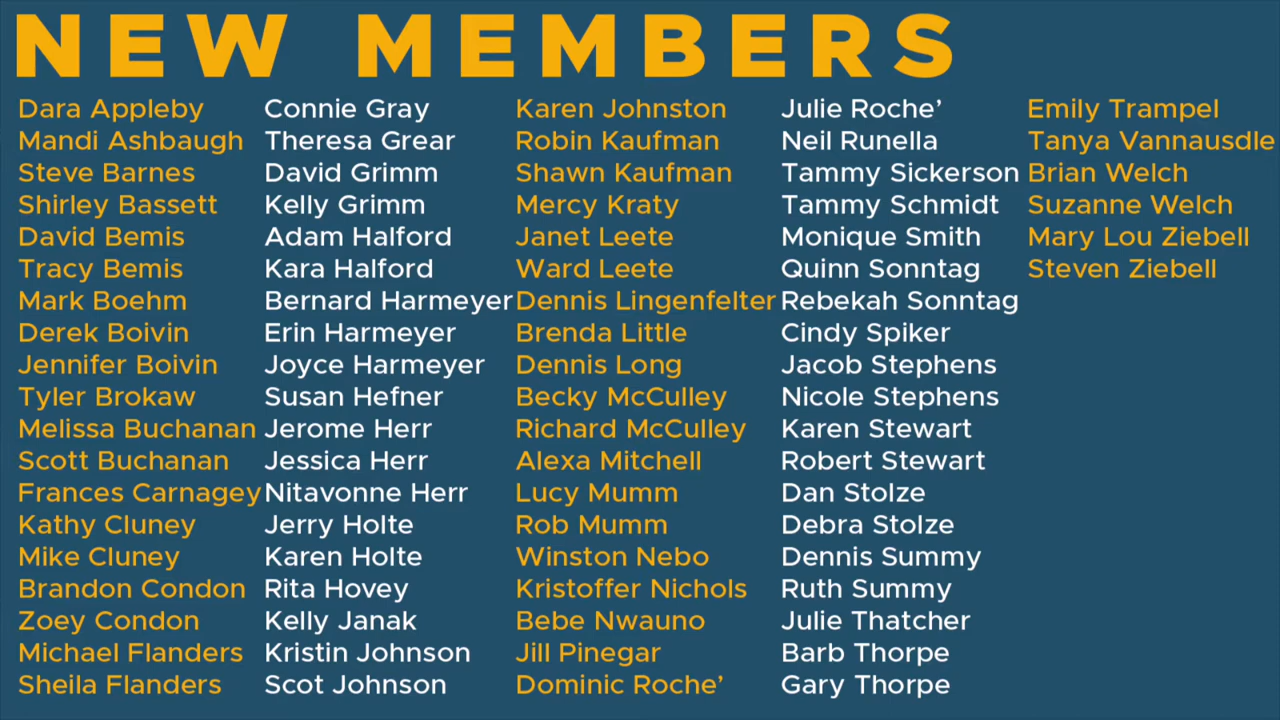 NEW MEMBERS
Dara Appleby
Mandi Ashbaugh
Steve Barnes
Shirley Bassett
David Bemis
Tracy Bemis
Mark Boehm
Derek Boivin
Jennifer Boivin
Tyler Brokaw
Melissa Buchanan
Scott Buchanan
Frances Carnagey
Kathy Cluney
Mike Cluney
Brandon Condon
Zoey Condon
Michael Flanders
Sheila Flanders
Connie Gray
Theresa Grear
David Grimm
Kelly Grimm
Adam Halford
Kara Halford
Bernard Harmeyer
Erin Harmeyer
Joyce Harmeyer
Susan Hefner
Jerome Herr
Jessica Herr
Nitavonne Herr
Jerry Holte
Karen Holte
Rita Hovey
Kelly Janak
Kristin Johnson
Scot Johnson
Karen Johnston
Robin Kaufman
Shawn Kaufman
Mercy Kraty
Janet Leete
Ward Leete
Dennis Lingenfelter
Brenda Little
Dennis Long
Becky McCulley
Richard McCulley
Alexa Mitchell
Lucy Mumm
Rob Mumm
Winston Nebo
Kristoffer Nichols
Bebe Nwauno
Jill Pinegar
Dominic Roche’
Julie Roche’
Neil Runella
Tammy Sickerson
Tammy Schmidt
Monique Smith
Quinn Sonntag
Rebekah Sonntag
Cindy Spiker
Jacob Stephens
Nicole Stephens
Karen Stewart
Robert Stewart
Dan Stolze
Debra Stolze
Dennis Summy
Ruth Summy
Julie Thatcher
Barb Thorpe
Gary Thorpe
Emily Trampel
Tanya Vannausdle
Brian Welch
Suzanne Welch
Mary Lou Ziebell
Steven Ziebell